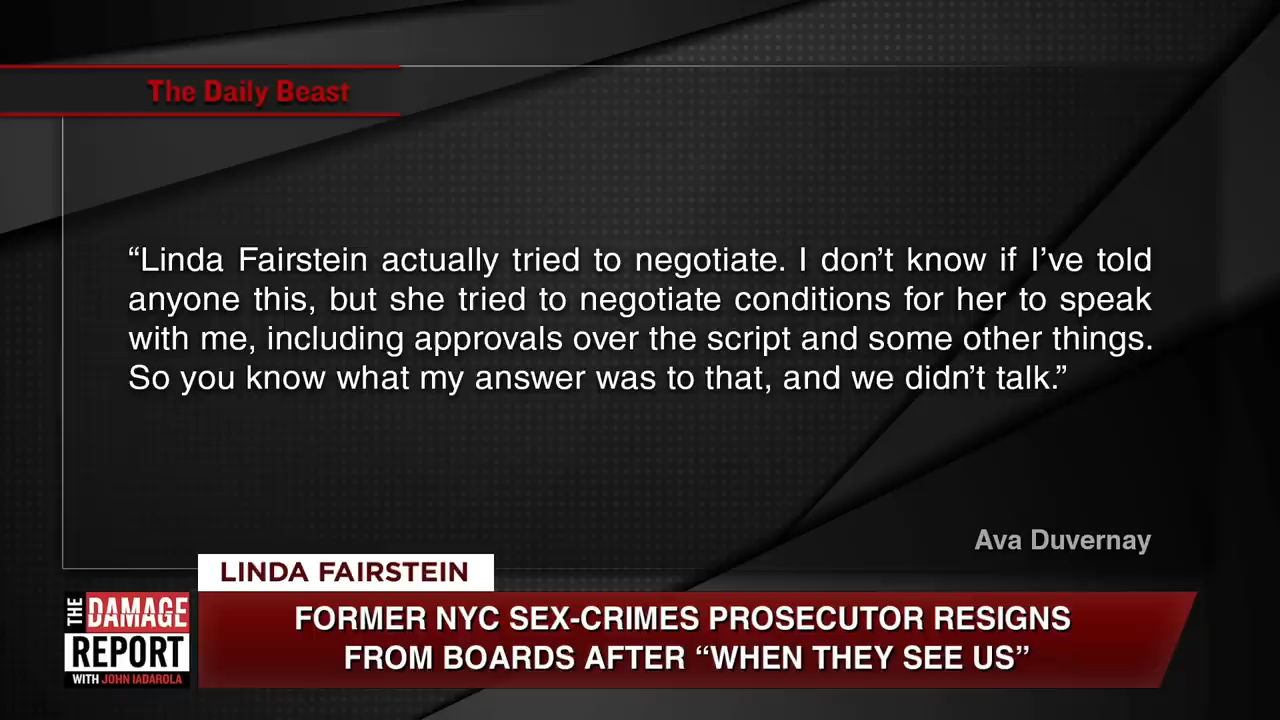 The Daily Beast
“Linda Fairstein actually tried to negotiate. I don’t know if I’ve told
anyone this, but she tried to negotiate conditions for her to speak
with me, including approvals over the script and some other things.
So you know what my answer was to that, and we didn’t talk.”
Ava Duvernay
LINDA FAIRSTEIN
THE DAMAGE
REPORT
WITH JOHN IADAROLA
FORMER NYC SEX-CRIMES PROSECUTOR RESIGNS
FROM BOARDS AFTER “WHEN THEY SEE US”